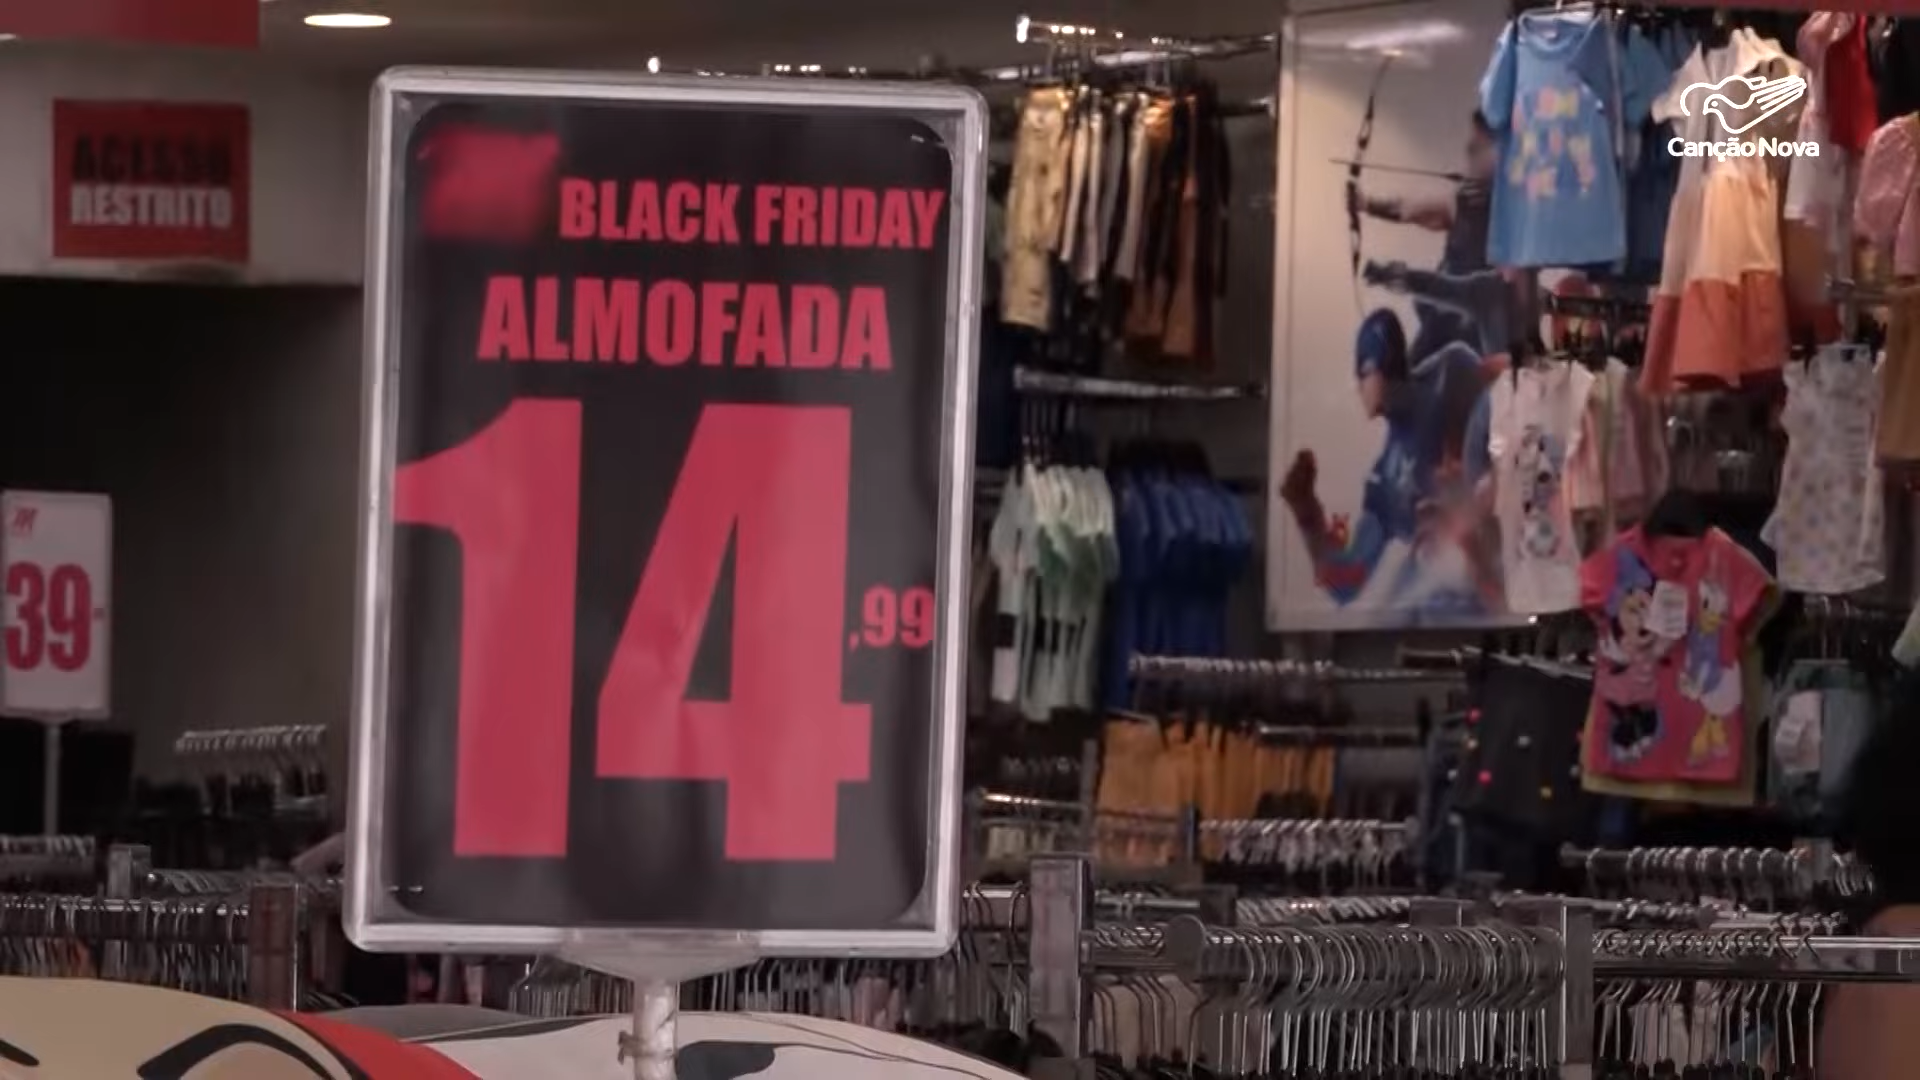 ACESSO
RESTRITO
BLACK FRIDAY
ALMOFADA
14,99
39
Canção Nova